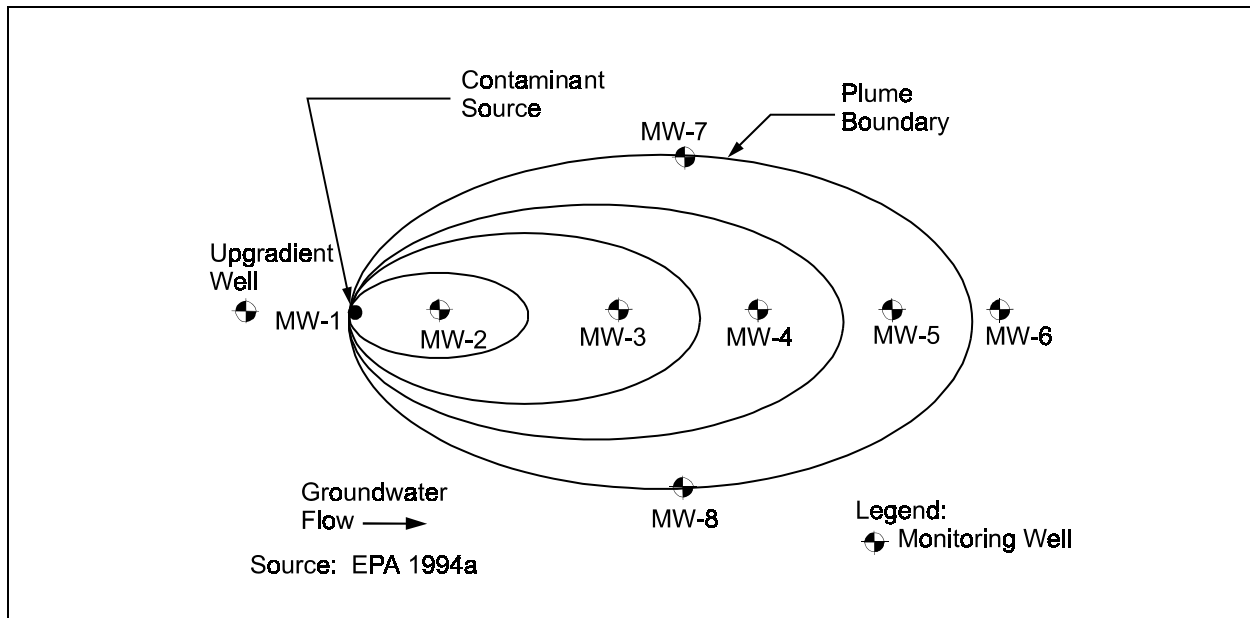 Contaminant
Source
Plume
Boundary
MW-7
Upgradient
Well
MW-1
MW-2
MW-3
MW-4
MW-5
MW-6
Groundwater
Flow
MW-8
Legend:
Monitoring Well
Source: EPA 1994a